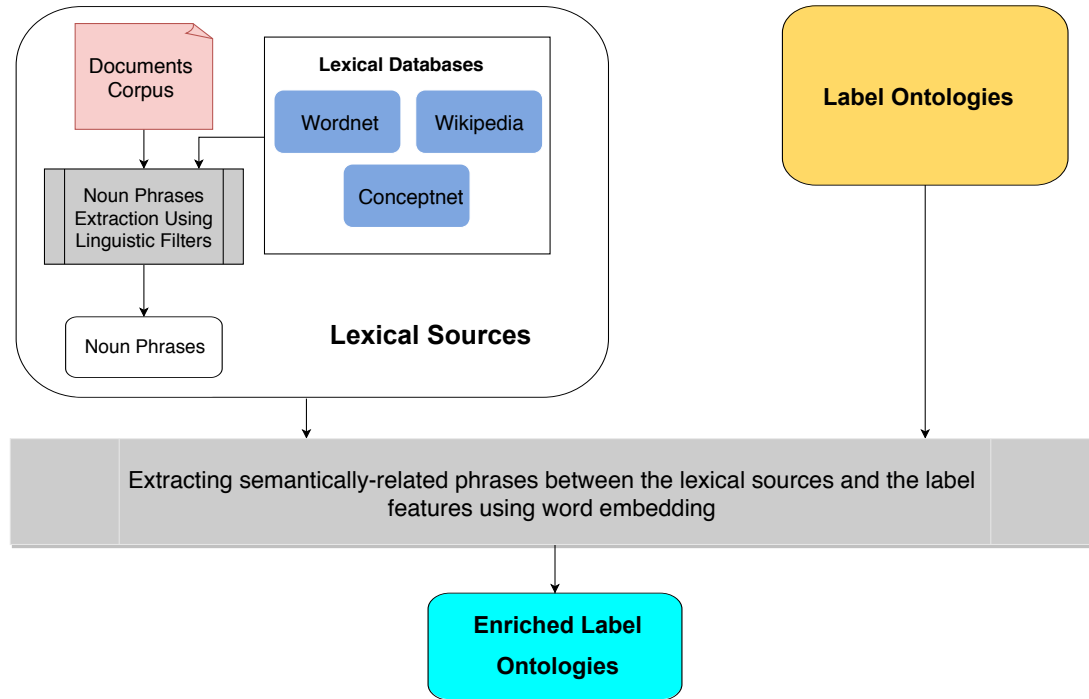 Documents
Corpus
Lexical Databases
Wordnet
Wikipedia
Conceptnet
Noun Phrases
Extraction Using
Linguistic Filters
Noun Phrases
Lexical Sources
Label Ontologies
Extracting semantically-related phrases between the lexical sources and the label
features using word embedding
Enriched Label
Ontologies